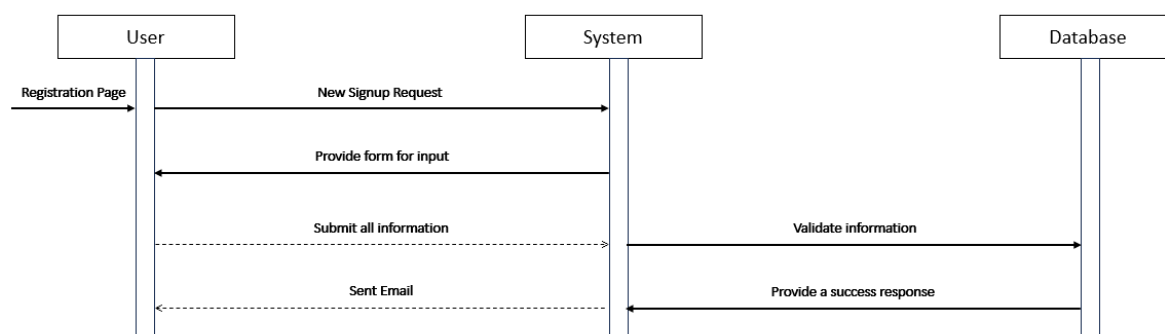 User
System
Database
Registration Page
New Signup Request
Provide form for input
Submit all information
Validate information
Sent Email
Provide a success response